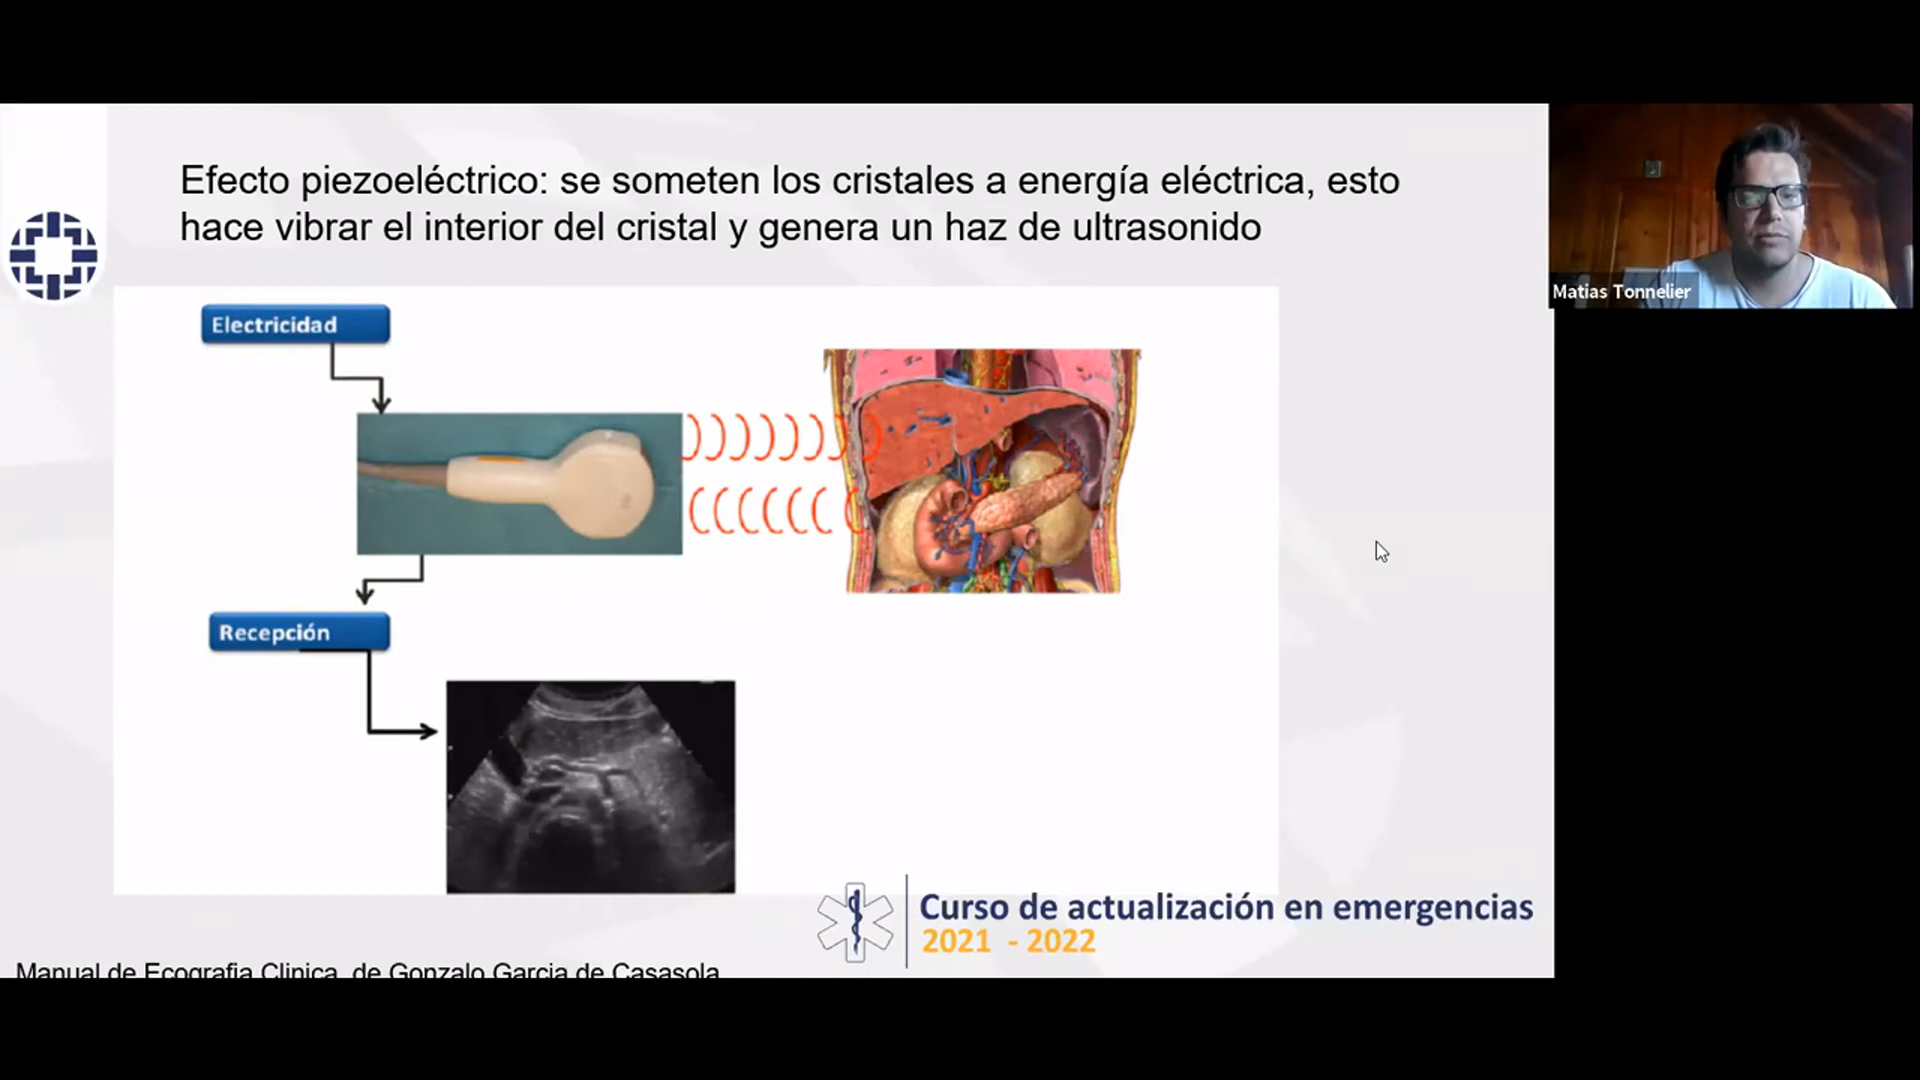 Efecto piezoeléctrico: se someten los cristales a energía eléctrica, esto
hace vibrar el interior del cristal y genera un haz de ultrasonido
Matias Tonnelier
Electricidad
Recepción
Curso de actualización en emergencias
2021 - 2022
Manual de Ecografia Clinica, de Gonzalo Garcia de Casasola